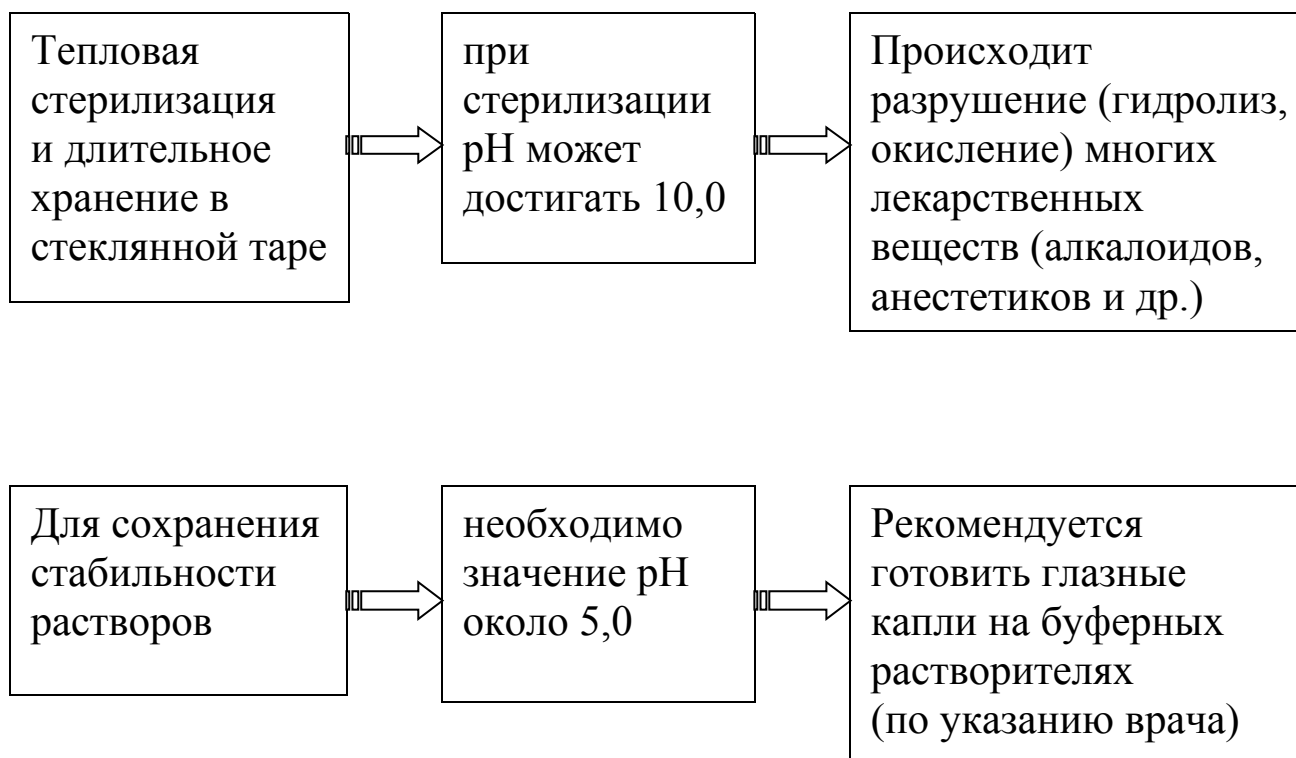 Тепловая
стерилизация
и длительное
хранение в
стеклянной таре
при
стерилизации
pH может
достигать 10,0
Происходит
разрушение (гидролиз,
окисление) многих
лекарственных
веществ (алкалоидов,
анестетиков и др.)
Для сохранения
стабильности
растворов
необходимо
значение pH
около 5,0
Рекомендуется
готовить глазные
капли на буферных
растворителях
(по указанию врача)